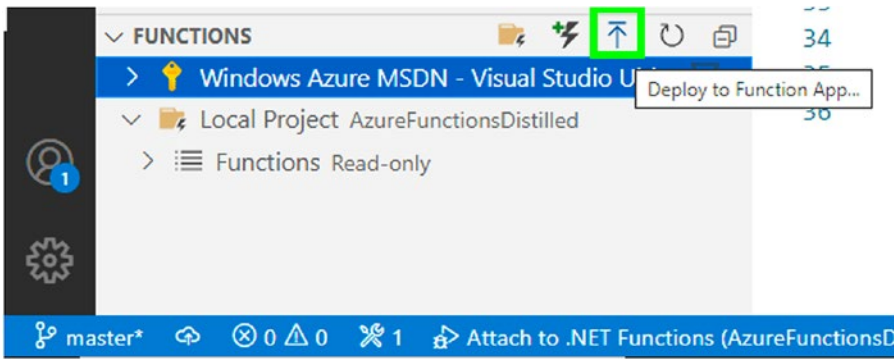 FUNCTIONS
34
Windows Azure MSDN - Visual Studio
Deploy to Function App...
36
Local Project AzureFunctionsDistilled
Functions Read-only
1
master* 0 0 1 Attach to .NET Functions (AzureFunctionsD